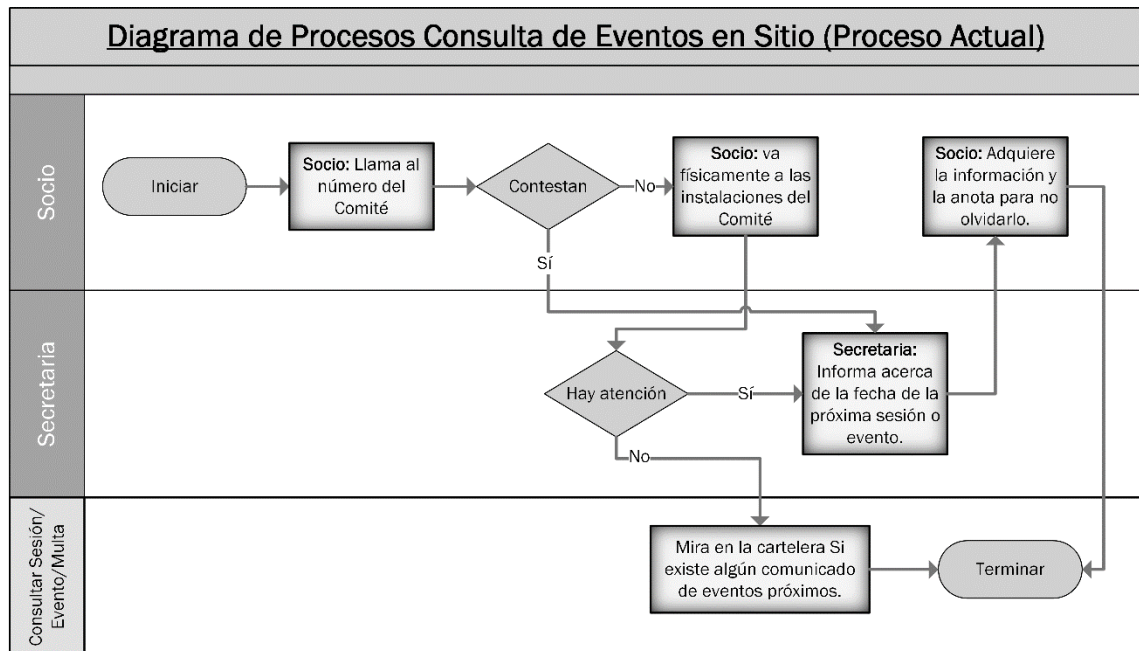 Diagrama de Procesos Consulta de Eventos en Sitio (Proceso Actual)
Socio
Iniciar
Socio: Llama al
número del
Comité
Contestan
No
Sí
Socio: va
físicamente a las
instalaciones del
Comité
Socio: Adquiere
la información y
la anota para no
olvidarlo.
Secretaria
Hay atención
Sí
No
Secretaria:
Informa acerca
de la fecha de la
próxima sesión o
evento.
Consultar Sesión/
Evento/Multa
Mira en la cartelera Si
existe algún comunicado
de eventos próximos.
Terminar